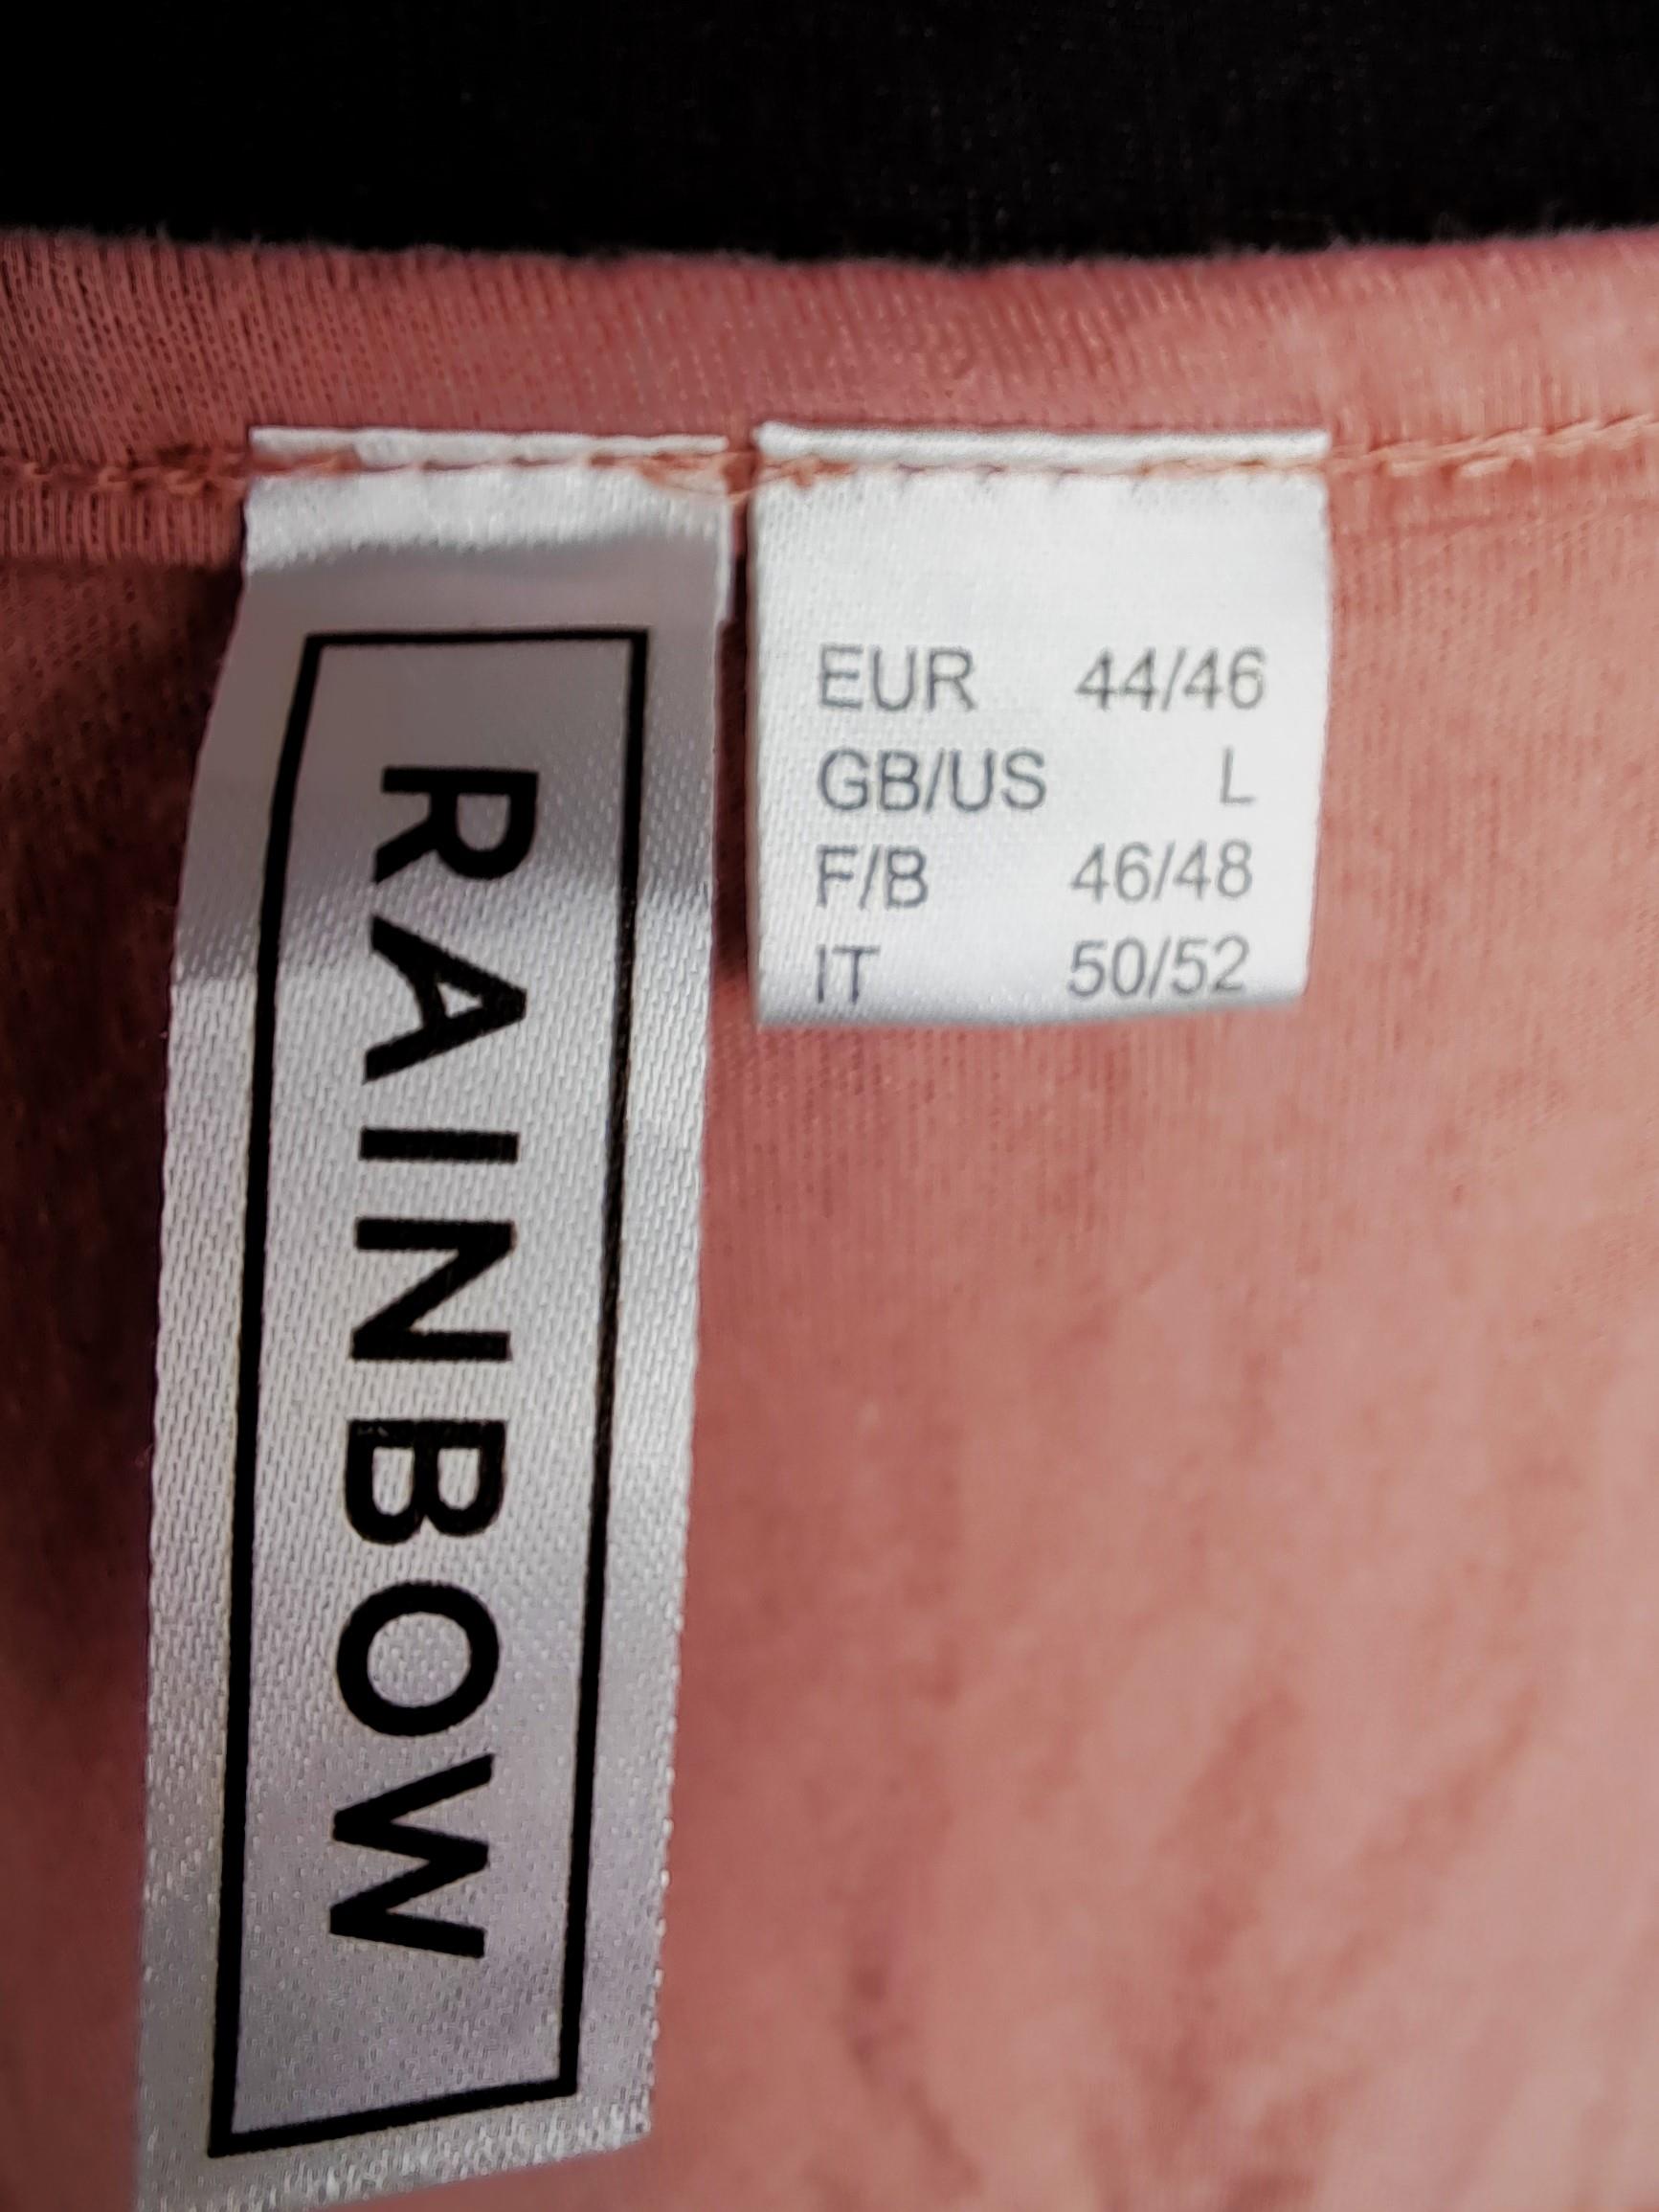 RAINBOW
EUR 44/46
GB/US L
F/B 46/48
IT 50/52